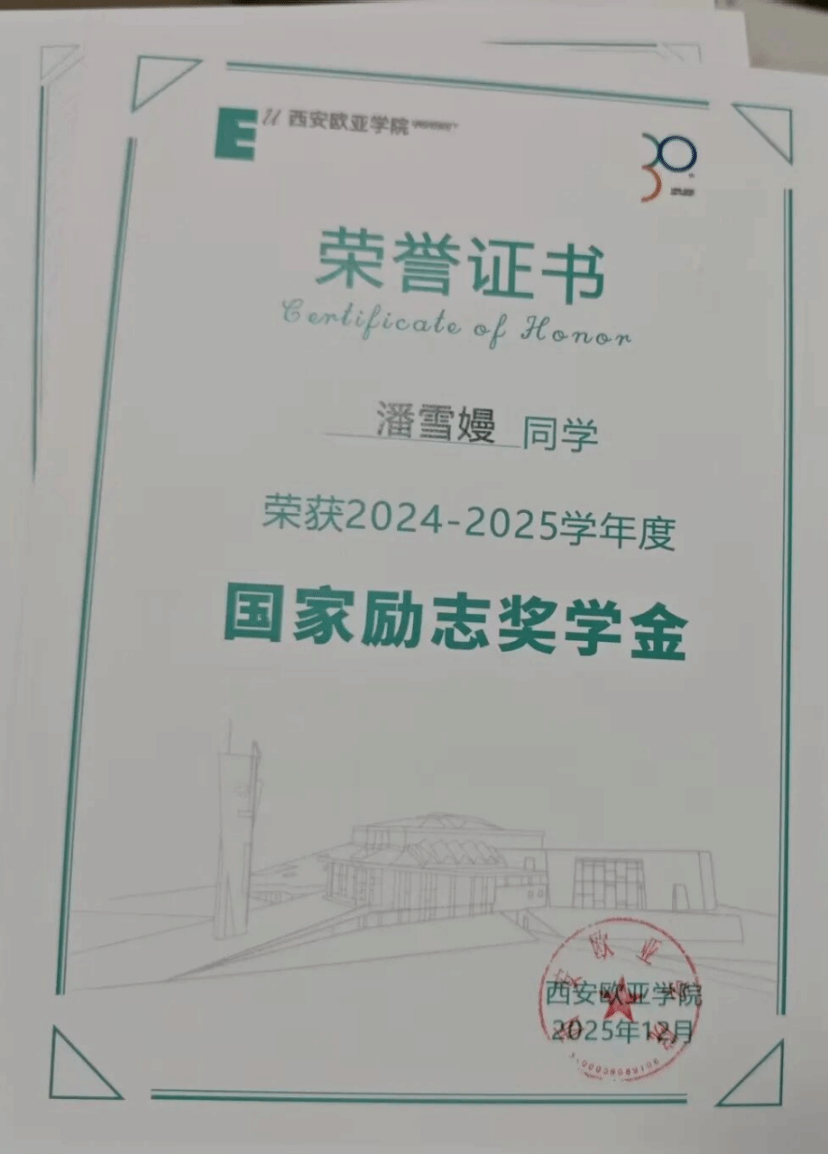 E U 西安欧亚学院
30
荣誉证书
Certificate of Honor
潘雪嫚 同学
荣获2024-2025学年度
国家励志奖学金
西安欧亚学院
2025年12月